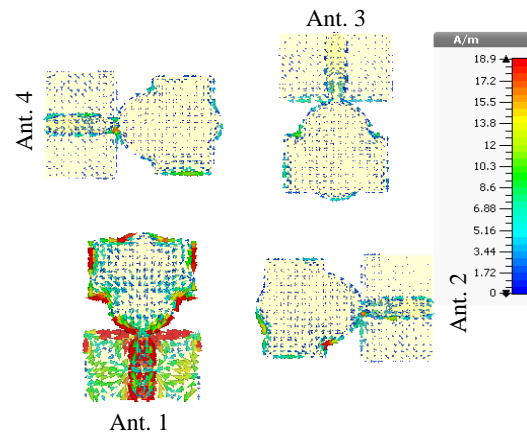 Ant. 3
A/m
18.9
17.2
15.5
13.8
12
10.3
8.6
6.88
5.16
3.44
1.72
0
Ant. 4
Ant. 2
Ant. 1